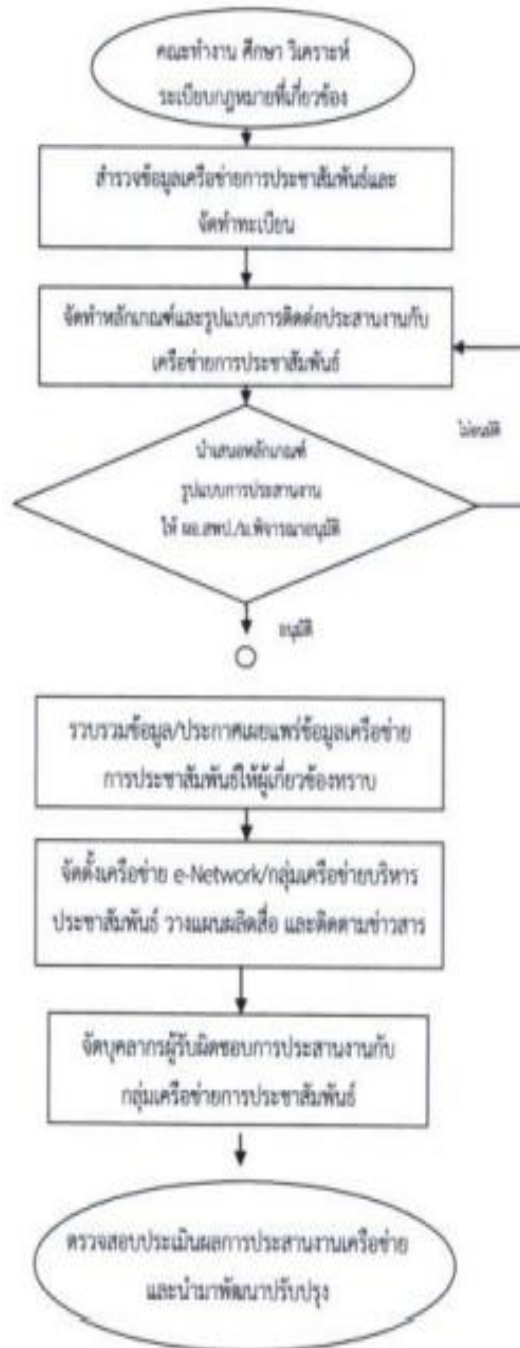 คณะทำงาน ศึกษา วิเคราะห์
ระเบียบกฎหมายที่เกี่ยวข้อง
สำรวจข้อมูลเครือข่ายการประชาสัมพันธ์และ
จัดทำทะเบียน
จัดทำหลักเกณฑ์และรูปแบบการติดต่อประสานงานกับ
เครือข่ายการประชาสัมพันธ์
ไม่อนุมัติ
นำเสนอหลักเกณฑ์
รูปแบบการประสานงาน
ให้ ผอ.สพป./ม.พิจารณาอนุมัติ
อนุมัติ
รวบรวมข้อมูล/ประกาศเผยแพร่ข้อมูลเครือข่าย
การประชาสัมพันธ์ให้ผู้เกี่ยวข้องทราบ
จัดตั้งเครือข่าย e-Network/กลุ่มเครือข่ายบริหาร
ประชาสัมพันธ์ วางแผนผลิตสื่อ และติดตามข่าวสาร
จัดบุคลากรผู้รับผิดชอบการประสานงานกับ
กลุ่มเครือข่ายการประชาสัมพันธ์
ตรวจสอบประเมินผลการประสานงานเครือข่าย
และนำมาพัฒนาปรับปรุง